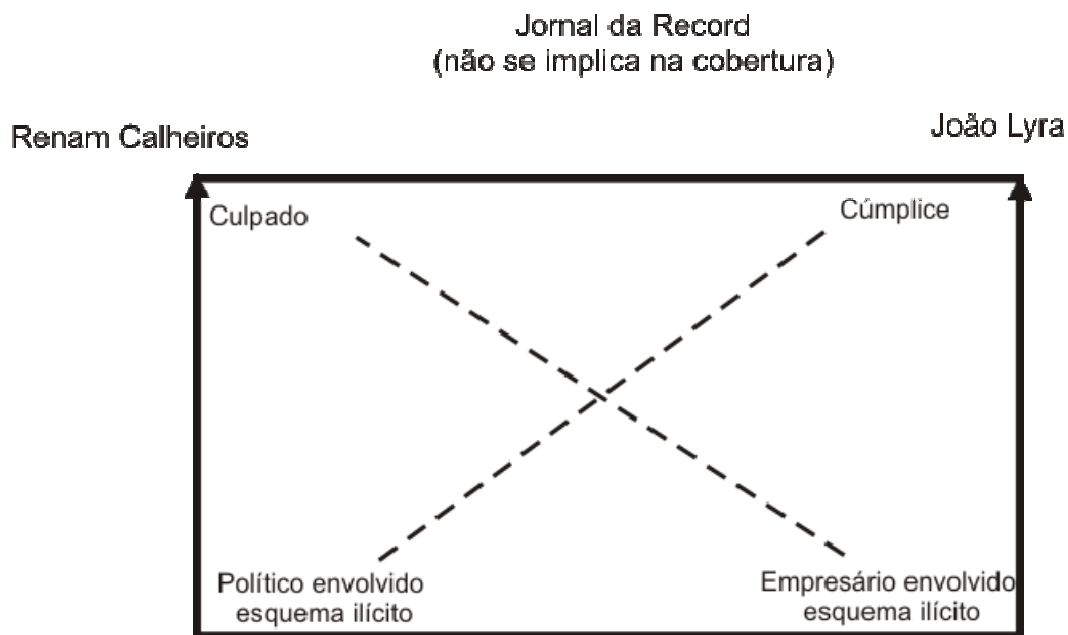 Jornal da Record
(não se implica na cobertura)
Renam Calheiros
João Lyra
Culpado
Cúmplice
Político envolvido
esquema ilícito
Empresário envolvido
esquema ilícito